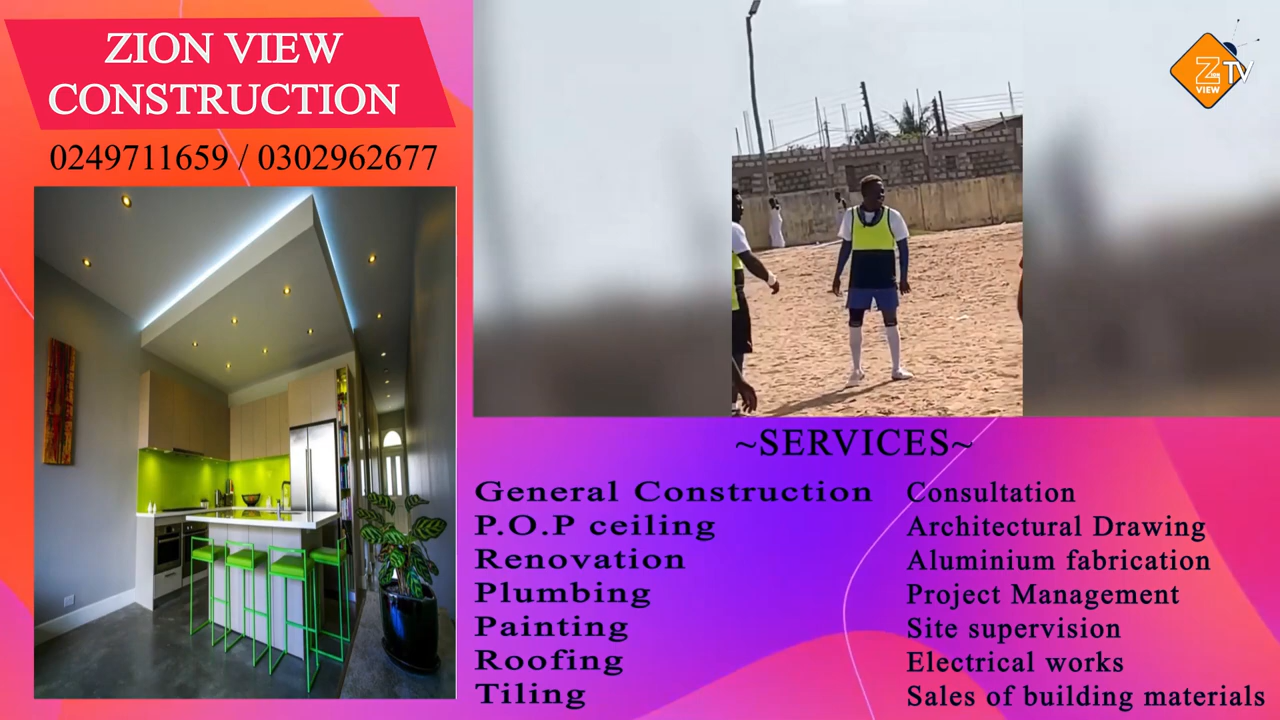 ZION VIEW
CONSTRUCTION
0249711659 / 0302962677
Z ION TV
VIEW
~SERVICES~
General Construction
P.O.P ceiling
Renovation
Plumbing
Painting
Roofing
Tiling
Consultation
Architectural Drawing
Aluminium fabrication
Project Management
Site supervision
Electrical works
Sales of building materials